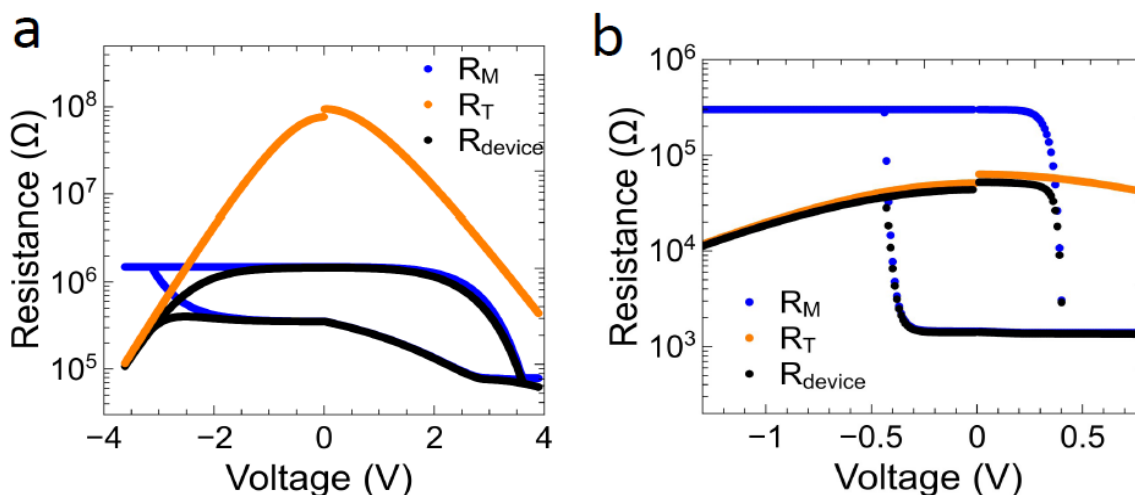 a
R_M
R_T
R_device
10^8
10^7
10^6
10^5
Resistance (Ω)
−4
−2
0
2
4
Voltage (V)
b
10^6
10^5
10^4
10^3
Resistance (Ω)
R_M
R_T
R_device
−1
−0.5
0
0.5
Voltage (V)